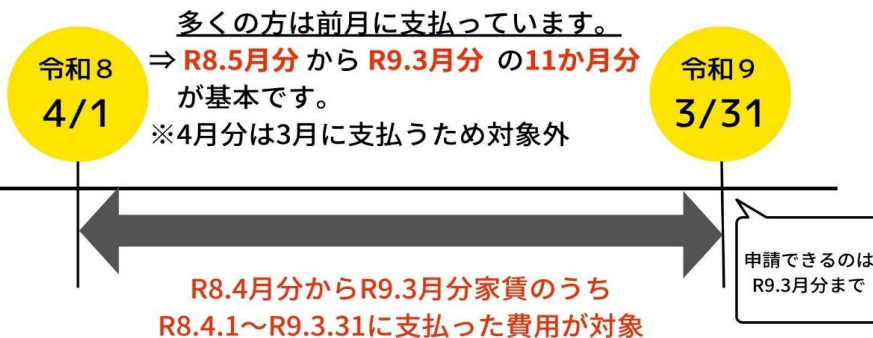 多くの方は前月に支払っています。
⇒ R8.5月分 から R9.3月分 の11か月分
が基本です。
※4月分は3月に支払うため対象外
令和８
4/1
令和９
3/31
申請できるのは
R9.3月分まで
R8.4月分からR9.3月分家賃のうち
R8.4.1～R9.3.31に支払った費用が対象